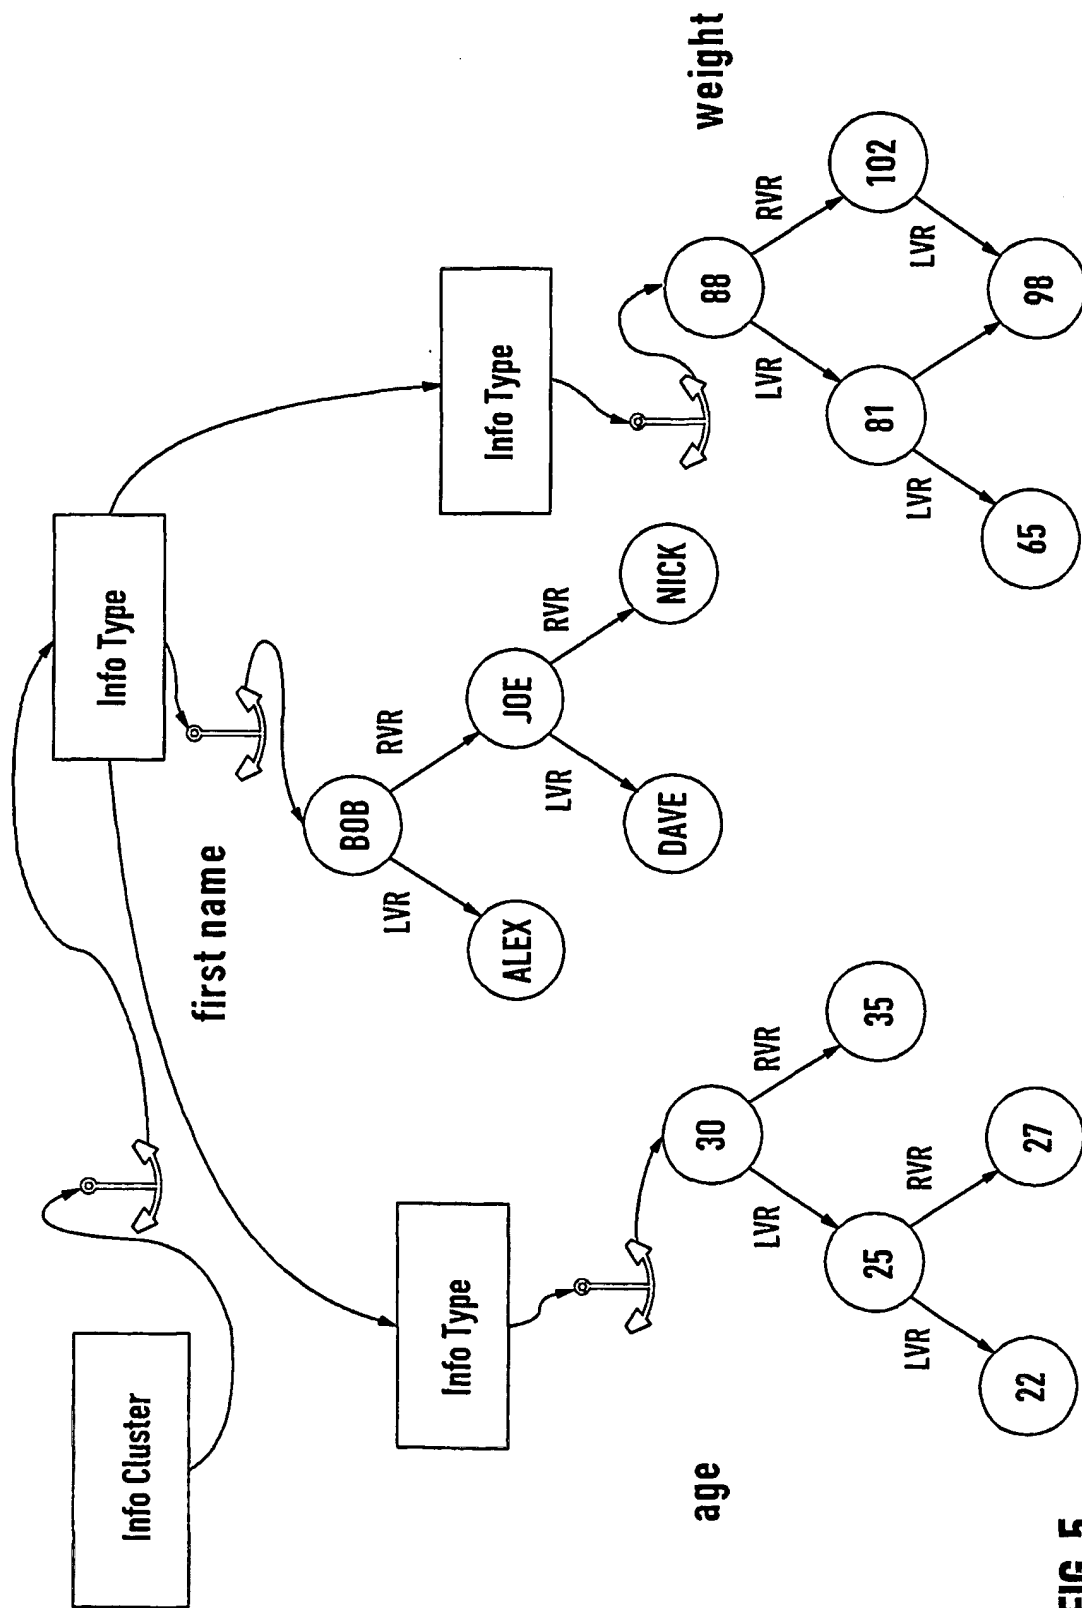 Info Cluster
Info Type
first name
BOB
LVR
RVR
Info Type
Info Type
ALEX
JOE
LVR
RVR
DAVE
NICK
age
30
88
weight
LVR
RVR
LVR
RVR
25
35
81
102
LVR
RVR
LVR
LVR
22
27
65
98
FIG. 5